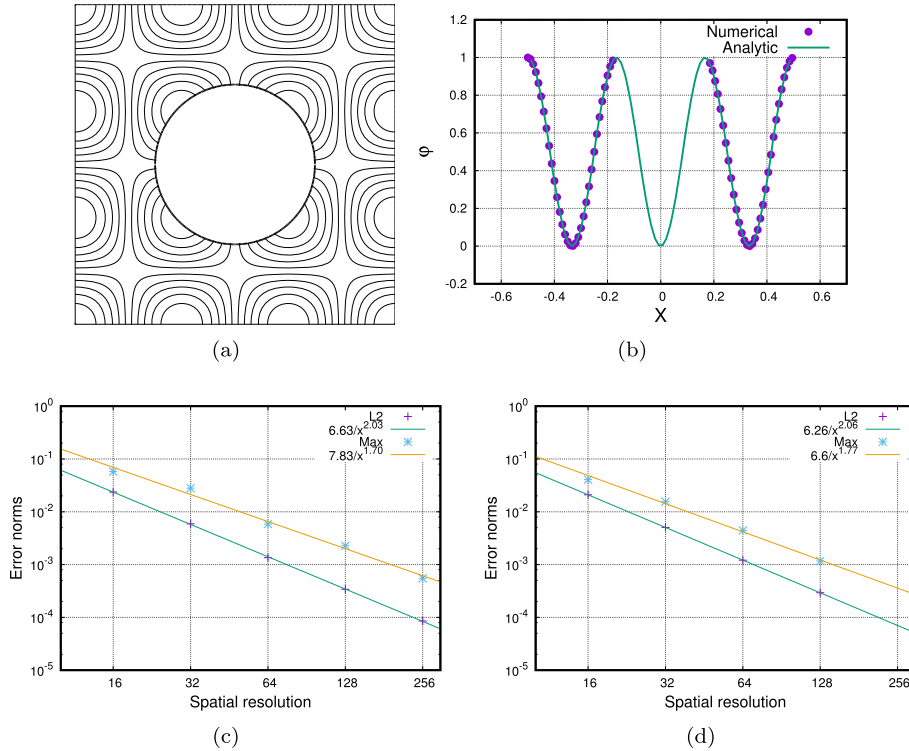 Numerical
Analytic
φ
1.2
1
0.8
0.6
0.4
0.2
0
-0.2
-0.6 -0.4 -0.2 0 0.2 0.4 0.6
X
(a)
(b)
Error norms
10^0
10^-1
10^-2
10^-3
10^-4
10^-5
L2
6.63/x^2.03
Max
7.83/x^1.70
16 32 64 128 256
Spatial resolution
(c)
Error norms
10^0
10^-1
10^-2
10^-3
10^-4
10^-5
L2
6.26/x^2.06
Max
6.6/x^1.77
16 32 64 128 256
Spatial resolution
(d)